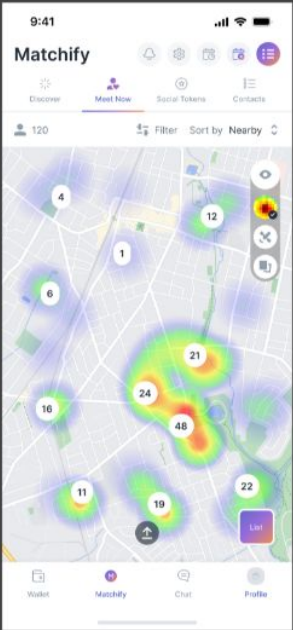 9:41
Matchify
Discover
Meet Now
Social Tokens
Contacts
120
Filter
Sort by Nearby
4
12
1
6
21
24
16
48
11
19
22
List
Wallet
M
Matchify
Chat
Profile